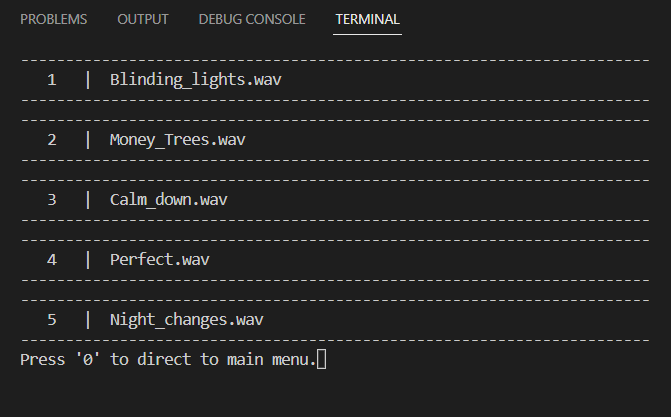 PROBLEMS OUTPUT DEBUG CONSOLE TERMINAL
----------------------------------------------------------------------
1 | Blinding_lights.wav
----------------------------------------------------------------------
----------------------------------------------------------------------
2 | Money_Trees.wav
----------------------------------------------------------------------
----------------------------------------------------------------------
3 | Calm_down.wav
----------------------------------------------------------------------
----------------------------------------------------------------------
4 | Perfect.wav
----------------------------------------------------------------------
----------------------------------------------------------------------
5 | Night_changes.wav
----------------------------------------------------------------------
Press '0' to direct to main menu.